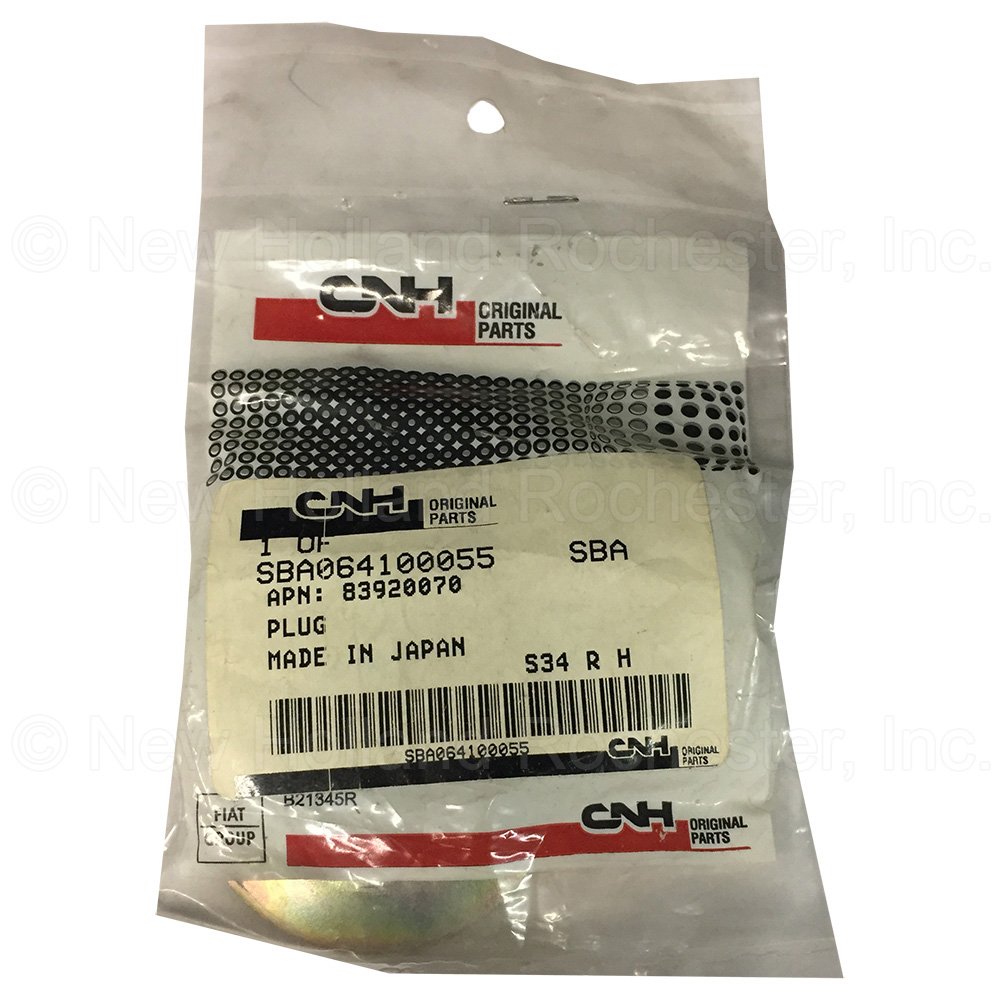 © New Holland Rochester, Inc.
CNH ORIGINAL
PARTS
© New Holland Rochester, Inc.
CNH ORIGINAL
PARTS
1 OF
SBA064100055 SBA
APN: 83920070
PLUG
MADE IN JAPAN S34 R H
SBA064100055
CNH ORIGINAL
PARTS
© New Holland Rochester, Inc.
B21345R
FIAT
GROUP
CNH ORIGINAL
PARTS